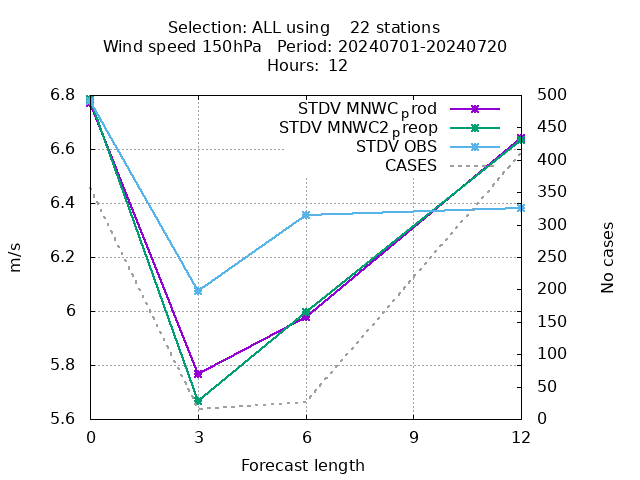 Selection: ALL using    22 stations
Wind speed 150hPa   Period: 20240701-20240720
Hours:  12
STDV MNWCprod
STDV MNWC2preop
STDV OBS
CASES
6.8
6.6
6.4
6.2
6
5.8
5.6
500
450
400
350
300
250
200
150
100
50
0
m/s
No cases
0 3 6 9 12
Forecast length